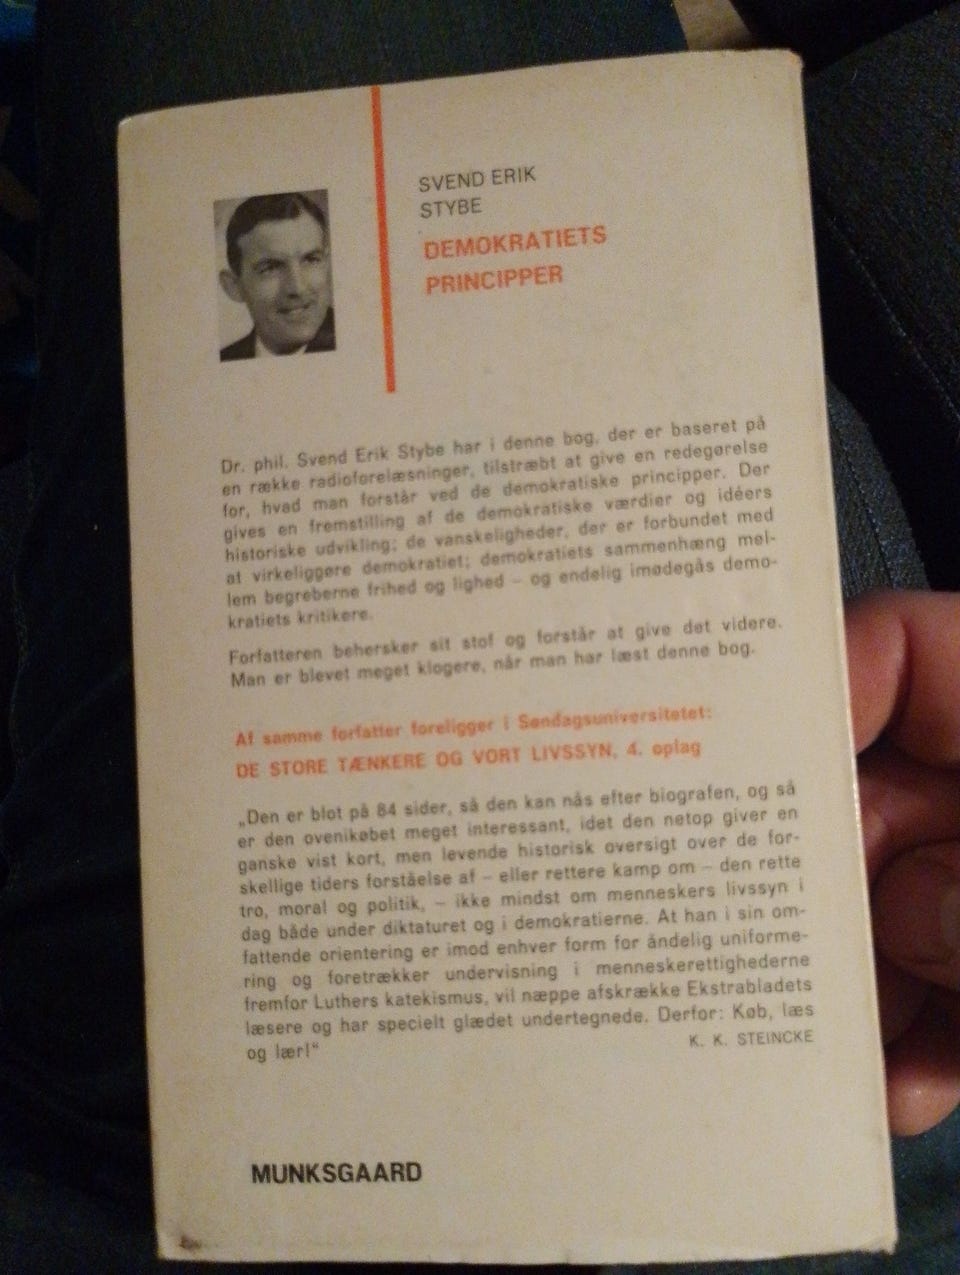 SVEND ERIK
STYBE
DEMOKRATIETS
PRINCIPPER
Dr. phil. Svend Erik Stybe har i denne bog, der er baseret på
en række radioforelæsninger, tilstræbt at give en redegørelse
for, hvad man forstår ved de demokratiske principper. Der
gives en fremstilling af de demokratiske værdier og idéers
historiske udvikling; de vanskeligheder, der er forbundet med
at virkeliggøre demokratiet; demokratiets sammenhæng mel-
lem begreberne frihed og lighed – og endelig imødegås demo-
kratiets kritikere.
Forfatteren behersker sit stof og forstår at give det videre.
Man er blevet meget klogere, når man har læst denne bog.
Af samme forfatter foreligger i Søndagsuniversitetet:
DE STORE TÆNKERE OG VORT LIVSSYN, 4. oplag
„Den er blot på 84 sider, så den kan nås efter biografen, og så
er den ovenikøbet meget interessant, idet den netop giver en
ganske vist kort, men levende historisk oversigt over de for-
skellige tiders forståelse af – eller rettere kamp om – den rette
tro, moral og politik, – ikke mindst om menneskers livssyn i
dag både under diktaturet og i demokratierne. At han i sin om-
fattende orientering er imod enhver form for åndelig uniforme-
ring og foretrækker undervisning i menneskerettighederne
fremfor Luthers katekismus, vil næppe afskrække Ekstrabladets
læsere og har specielt glædet undertegnede. Derfor: Køb, læs
og lær!“
K. K. STEINCKE
MUNKSGAARD